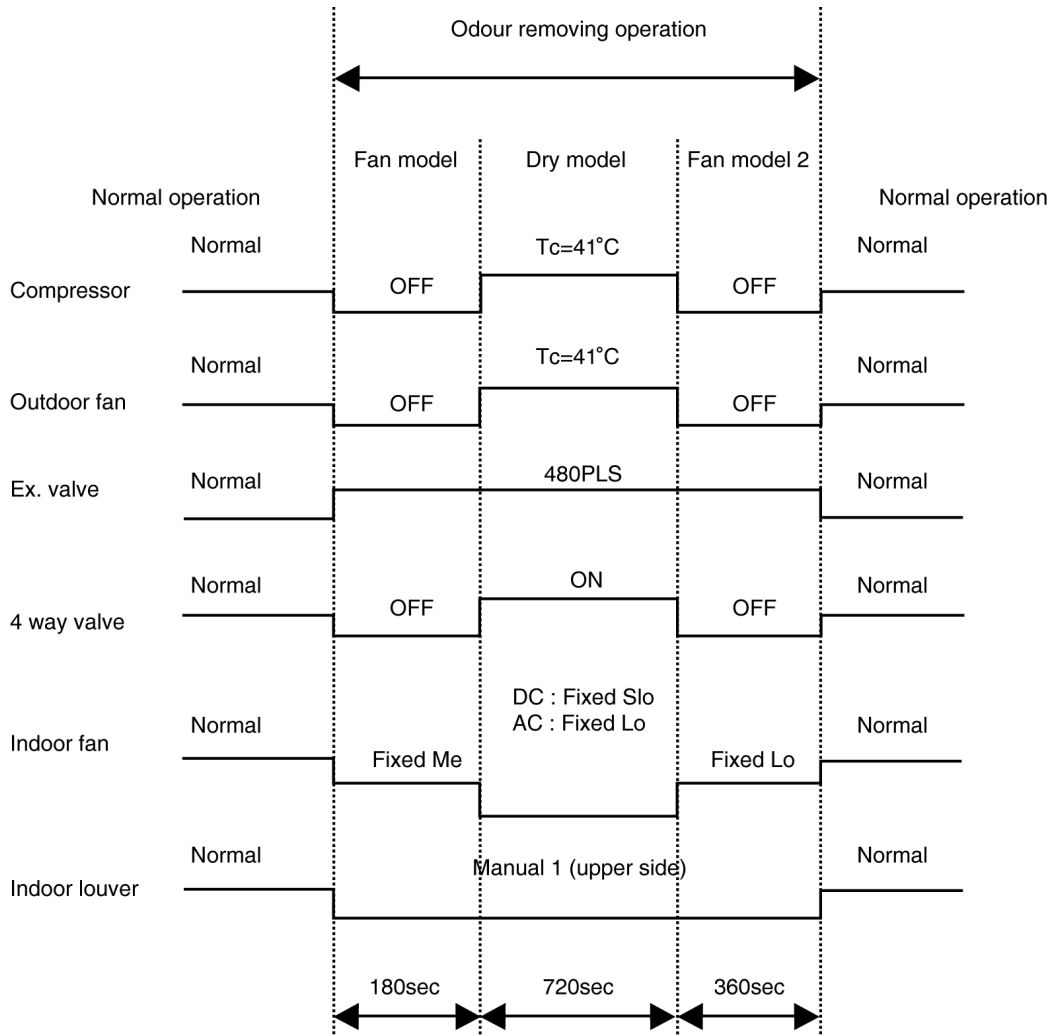 Odour removing operation
Fan model Dry model Fan model 2
Normal operation Normal operation
Normal Tc=41°C Normal
Compressor OFF OFF
Normal Tc=41°C Normal
Outdoor fan OFF OFF
Ex. valve Normal 480PLS Normal
Normal ON Normal
4 way valve OFF OFF
DC : Fixed Slo
AC : Fixed Lo
Normal Normal
Indoor fan Fixed Me Fixed Lo
Normal Manual 1 (upper side) Normal
Indoor louver
180sec 720sec 360sec